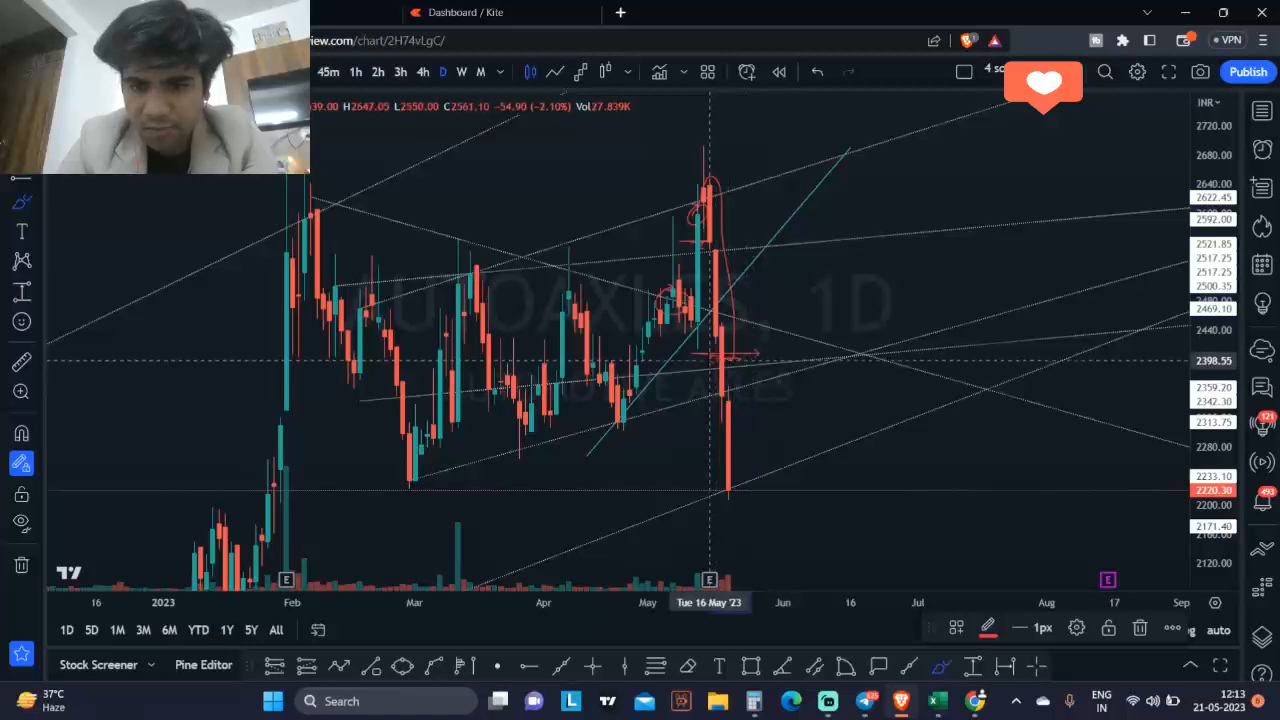 Dashboard / Kite
view.com/chart/2H74vLgC/
VPN
45m 1h 2h 3h 4h D W M
Publish
39.00 H2647.05 L2550.00 C2561.10 -54.90 (-2.10%) Vol27.839K
INR
2720.00
2680.00
2640.00
2622.45
2592.00
2521.85
2517.25
2517.25
2500.35
2469.10
2440.00
2398.55
2359.20
2342.30
2313.75
2280.00
2233.10
2220.30
2200.00
2171.40
2160.00
2120.00
1D
121
493
E
E
E
16 2023 Feb Mar Apr May Tue 16 May '23 Jun 16 Jul Aug 17 Sep
1D 5D 1M 3M 6M YTD 1Y 5Y All
1px
auto
Stock Screener Pine Editor
37°C
Haze
Search
ENG
IN
12:13
21-05-2023